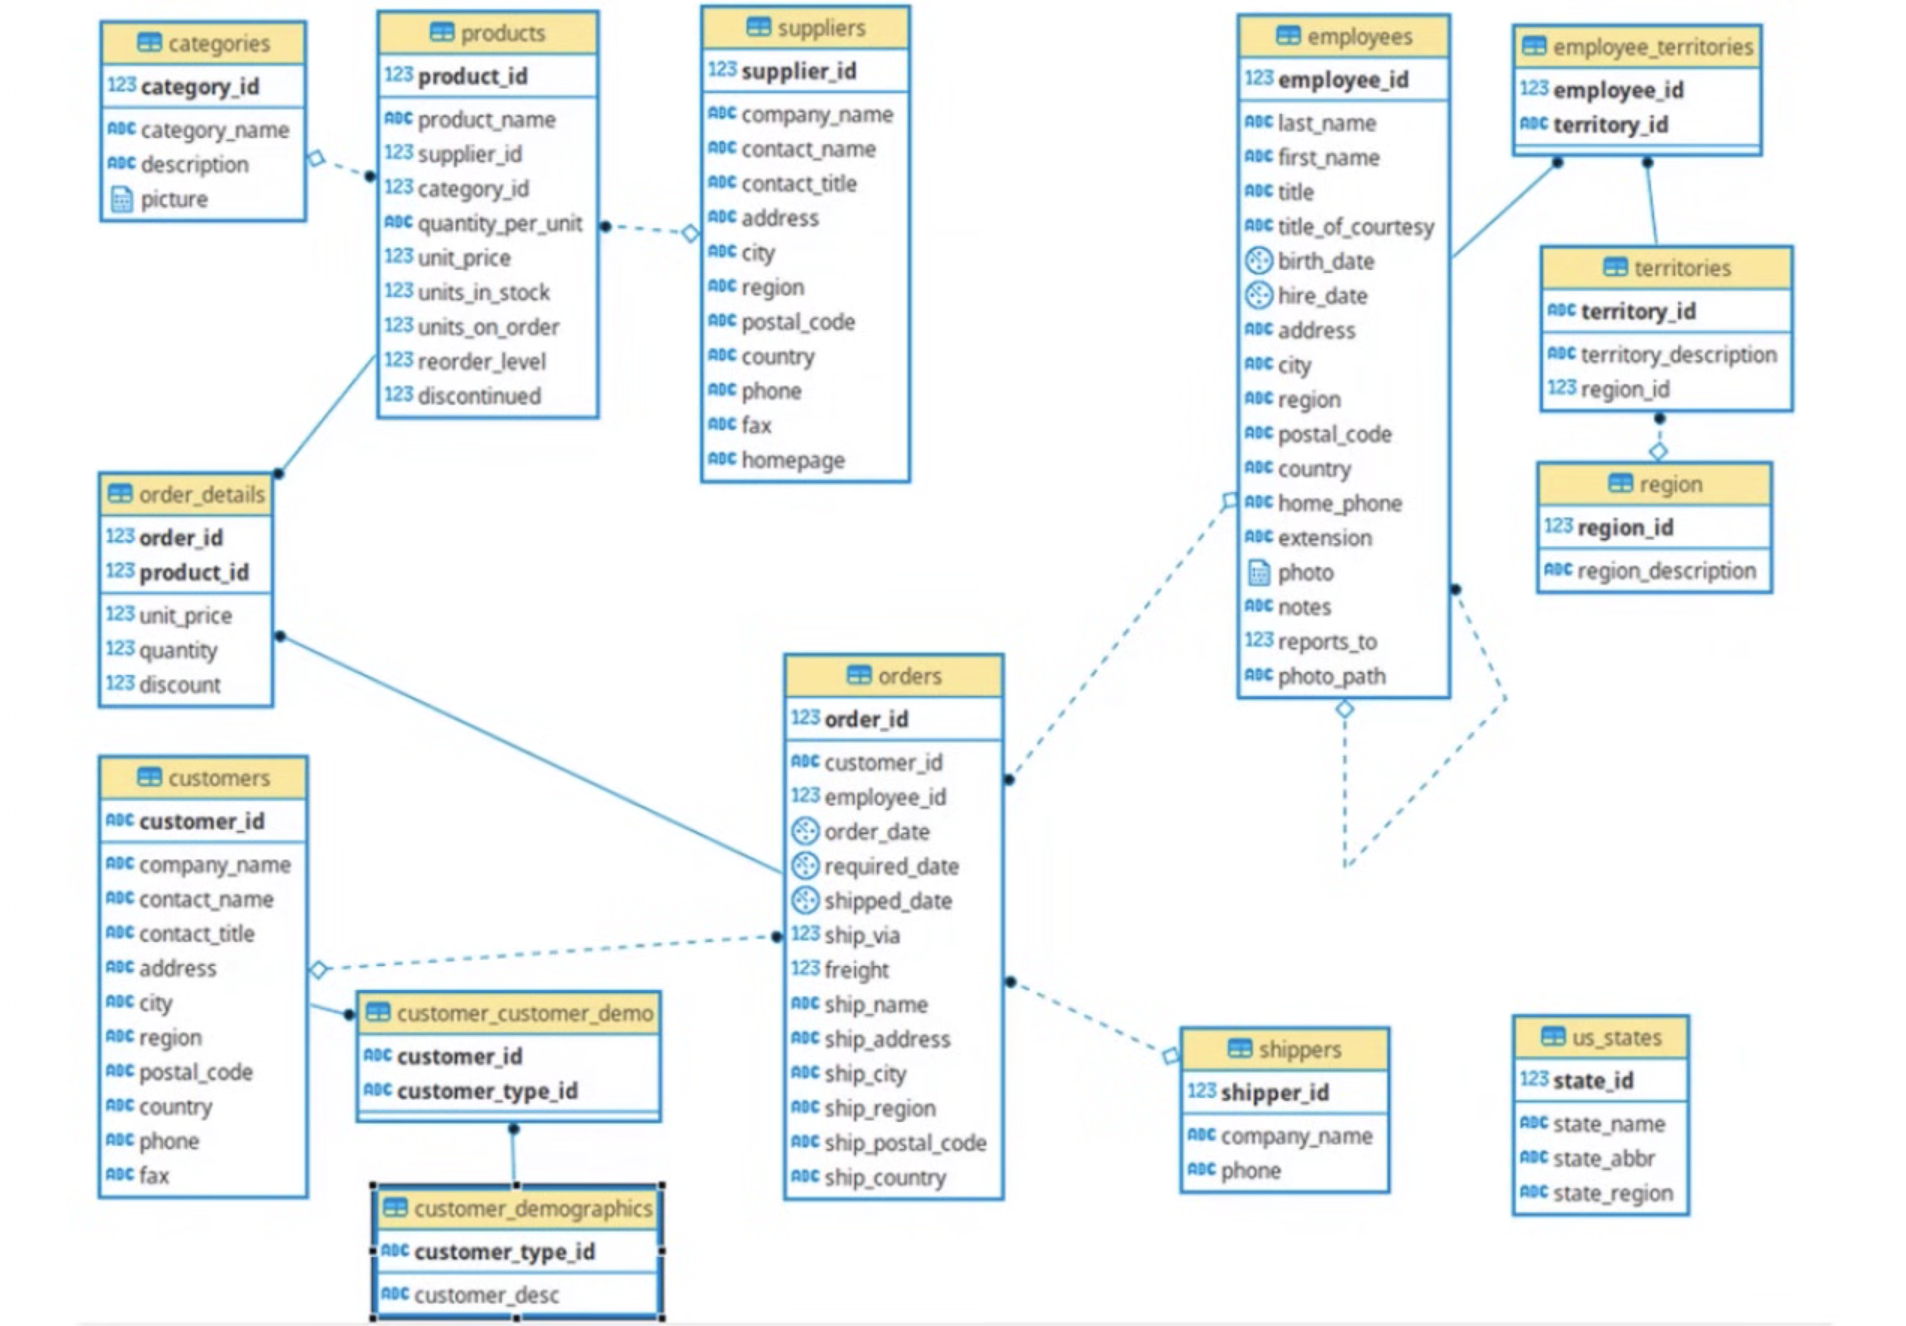 categories
123 category_id
ABC category_name
ABC description
picture
products
123 product_id
ABC product_name
123 supplier_id
123 category_id
ABC quantity_per_unit
123 unit_price
123 units_in_stock
123 units_on_order
123 reorder_level
123 discontinued
suppliers
123 supplier_id
ABC company_name
ABC contact_name
ABC contact_title
ABC address
ABC city
ABC region
ABC postal_code
ABC country
ABC phone
ABC fax
ABC homepage
employees
123 employee_id
ABC last_name
ABC first_name
ABC title
ABC title_of_courtesy
birth_date
hire_date
ABC address
ABC city
ABC region
ABC postal_code
ABC country
ABC home_phone
ABC extension
photo
ABC notes
123 reports_to
ABC photo_path
employee_territories
123 employee_id
ABC territory_id
territories
ABC territory_id
ABC territory_description
123 region_id
region
123 region_id
ABC region_description
order_details
123 order_id
123 product_id
123 unit_price
123 quantity
123 discount
orders
123 order_id
ABC customer_id
123 employee_id
order_date
required_date
shipped_date
123 ship_via
123 freight
ABC ship_name
ABC ship_address
ABC ship_city
ABC ship_region
ABC ship_postal_code
ABC ship_country
customers
ABC customer_id
ABC company_name
ABC contact_name
ABC contact_title
ABC address
ABC city
ABC region
ABC postal_code
ABC country
ABC phone
ABC fax
customer_customer_demo
ABC customer_id
ABC customer_type_id
customer_demographics
ABC customer_type_id
ABC customer_desc
shippers
123 shipper_id
ABC company_name
ABC phone
us_states
123 state_id
ABC state_name
ABC state_abbr
ABC state_region